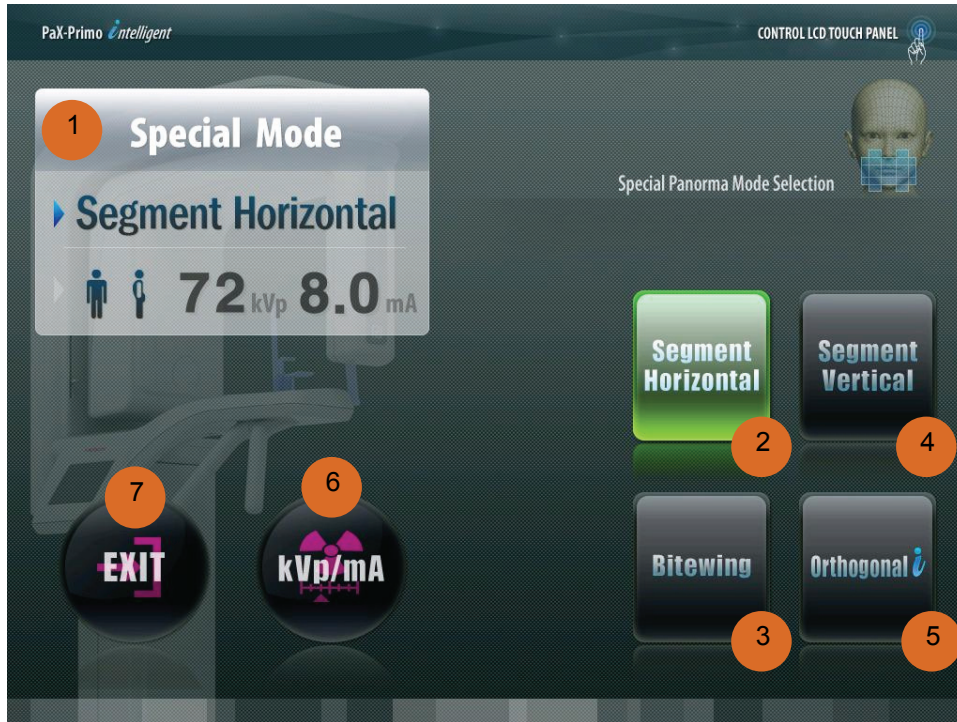 PaX-Primo intelligent
CONTROL LCD TOUCH PANEL
1
Special Mode
Segment Horizontal
72 kVp 8.0 mA
Special Panorma Mode Selection
Segment
Horizontal
2
Segment
Vertical
4
7
EXIT
6
kVp/mA
Bitewing
3
Orthogonal i
5